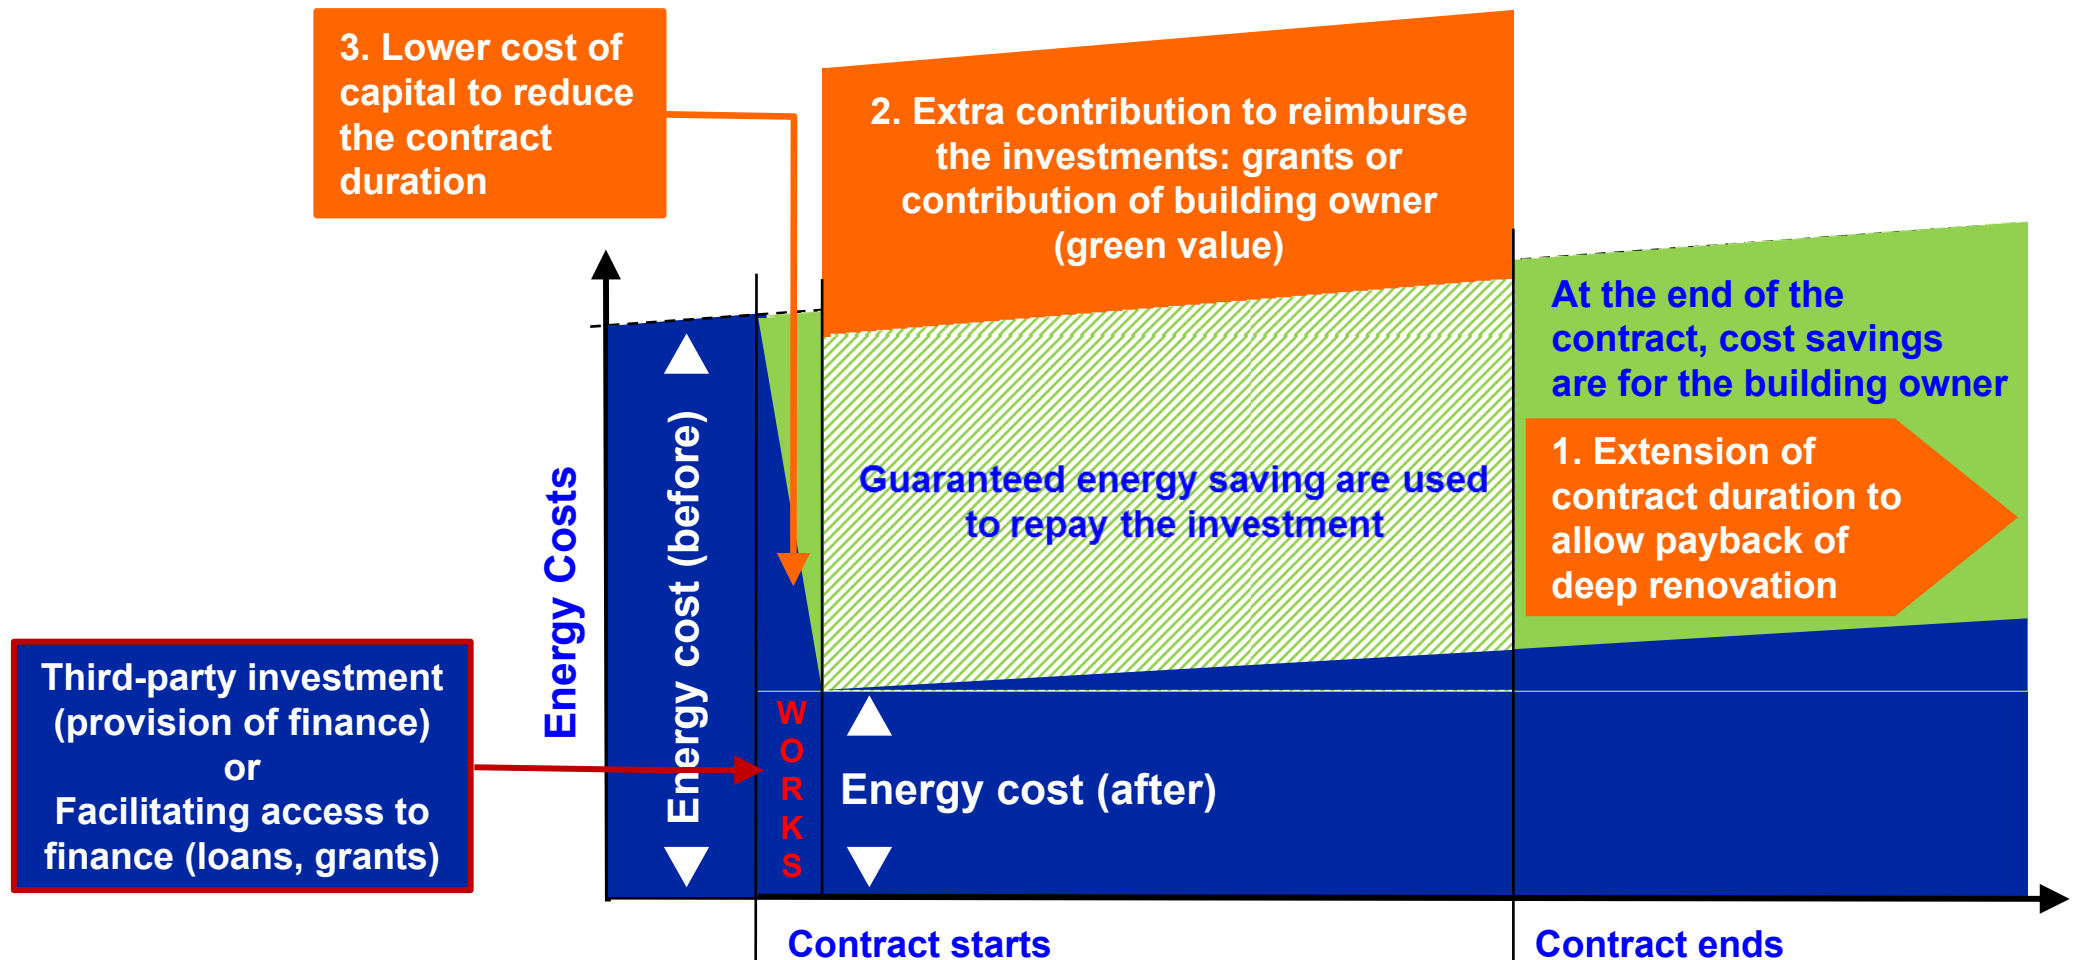 3. Lower cost of
capital to reduce
the contract
duration
2. Extra contribution to reimburse
the investments: grants or
contribution of building owner
(green value)
At the end of the
contract, cost savings
are for the building owner
1. Extension of
contract duration to
allow payback of
deep renovation
Guaranteed energy saving are used
to repay the investment
Energy Costs
Energy cost (before)
Third-party investment
(provision of finance)
or
Facilitating access to
finance (loans, grants)
W
O
R
K
S
Energy cost (after)
Contract starts
Contract ends